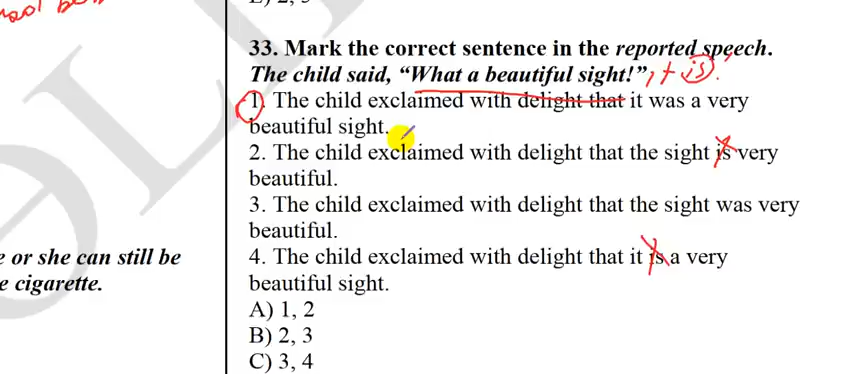 33. Mark the correct sentence in the reported speech.
The child said, “What a beautiful sight!”, it is.
1. The child exclaimed with delight that it was a very
beautiful sight.
2. The child exclaimed with delight that the sight is very
beautiful.
3. The child exclaimed with delight that the sight was very
beautiful.
4. The child exclaimed with delight that it is a very
beautiful sight.
A) 1, 2
B) 2, 3
C) 3, 4
e or she can still be
e cigarette.